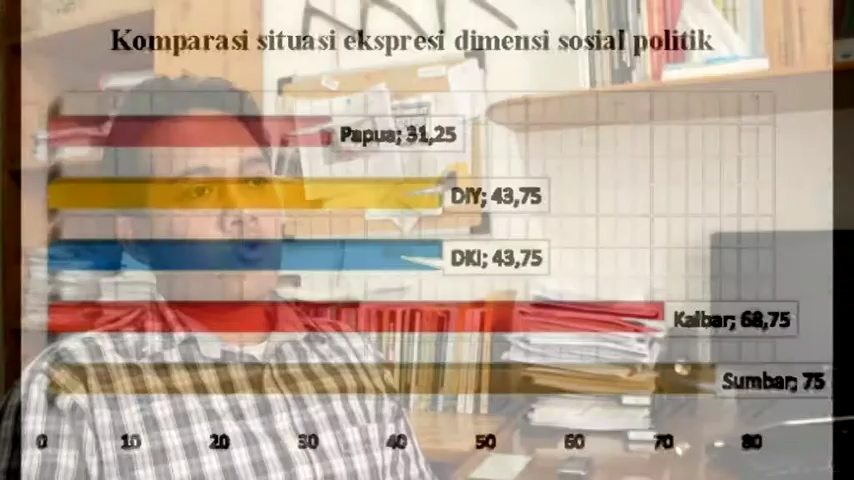 Komparasi situasi ekspresi dimensi sosial politik
Papua; 31,25
DIY; 43,75
DKI; 43,75
Kalbar; 68,75
Sumbar; 75
0 10 20 30 40 50 60 70 80